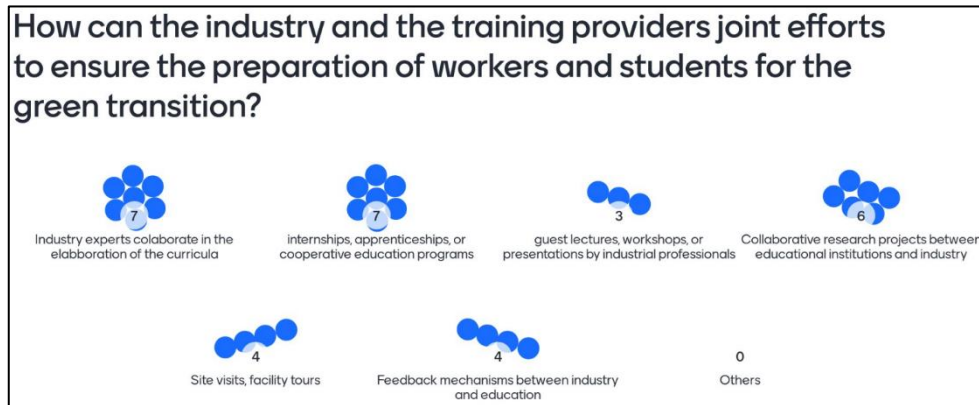 How can the industry and the training providers joint efforts
to ensure the preparation of workers and students for the
green transition?
7
Industry experts colaborate in the
elabboration of the curricula
7
internships, apprenticeships, or
cooperative education programs
3
guest lectures, workshops, or
presentations by industrial professionals
6
Collaborative research projects between
educational institutions and industry
4
Site visits, facility tours
4
Feedback mechanisms between industry
and education
0
Others